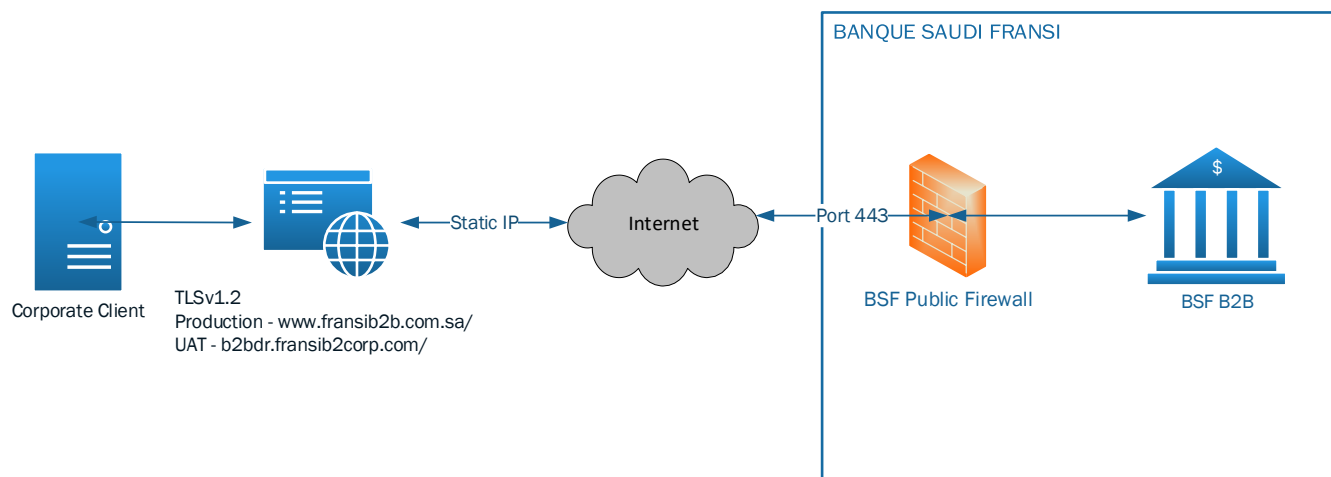 BANQUE SAUDI FRANSI
$
Static IP
Internet
Port 443
Corporate Client
TLSv1.2
Production - www.fransib2b.com.sa/
UAT - b2bdr.fransib2corp.com/
BSF Public Firewall
BSF B2B